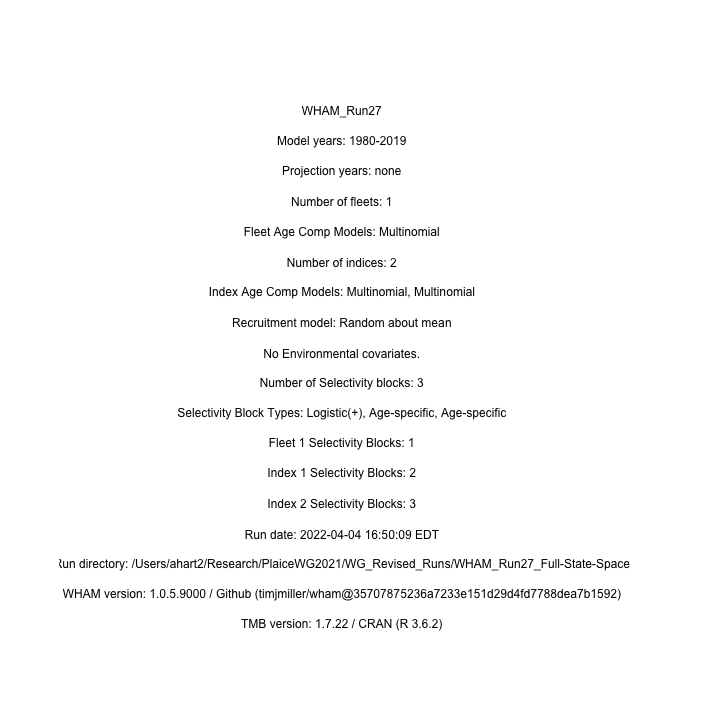 WHAM_Run27
Model years: 1980-2019
Projection years: none
Number of fleets: 1
Fleet Age Comp Models: Multinomial
Number of indices: 2
Index Age Comp Models: Multinomial, Multinomial
Recruitment model: Random about mean
No Environmental covariates.
Number of Selectivity blocks: 3
Selectivity Block Types: Logistic(+), Age-specific, Age-specific
Fleet 1 Selectivity Blocks: 1
Index 1 Selectivity Blocks: 2
Index 2 Selectivity Blocks: 3
Run date: 2022-04-04 16:50:09 EDT
Run directory: /Users/ahart2/Research/PlaiceWG2021/WG_Revised_Runs/WHAM_Run27_Full-State-Space
WHAM version: 1.0.5.9000 / Github (timjmiller/wham@35707875236a7233e151d29d4fd7788dea7b1592)
TMB version: 1.7.22 / CRAN (R 3.6.2)